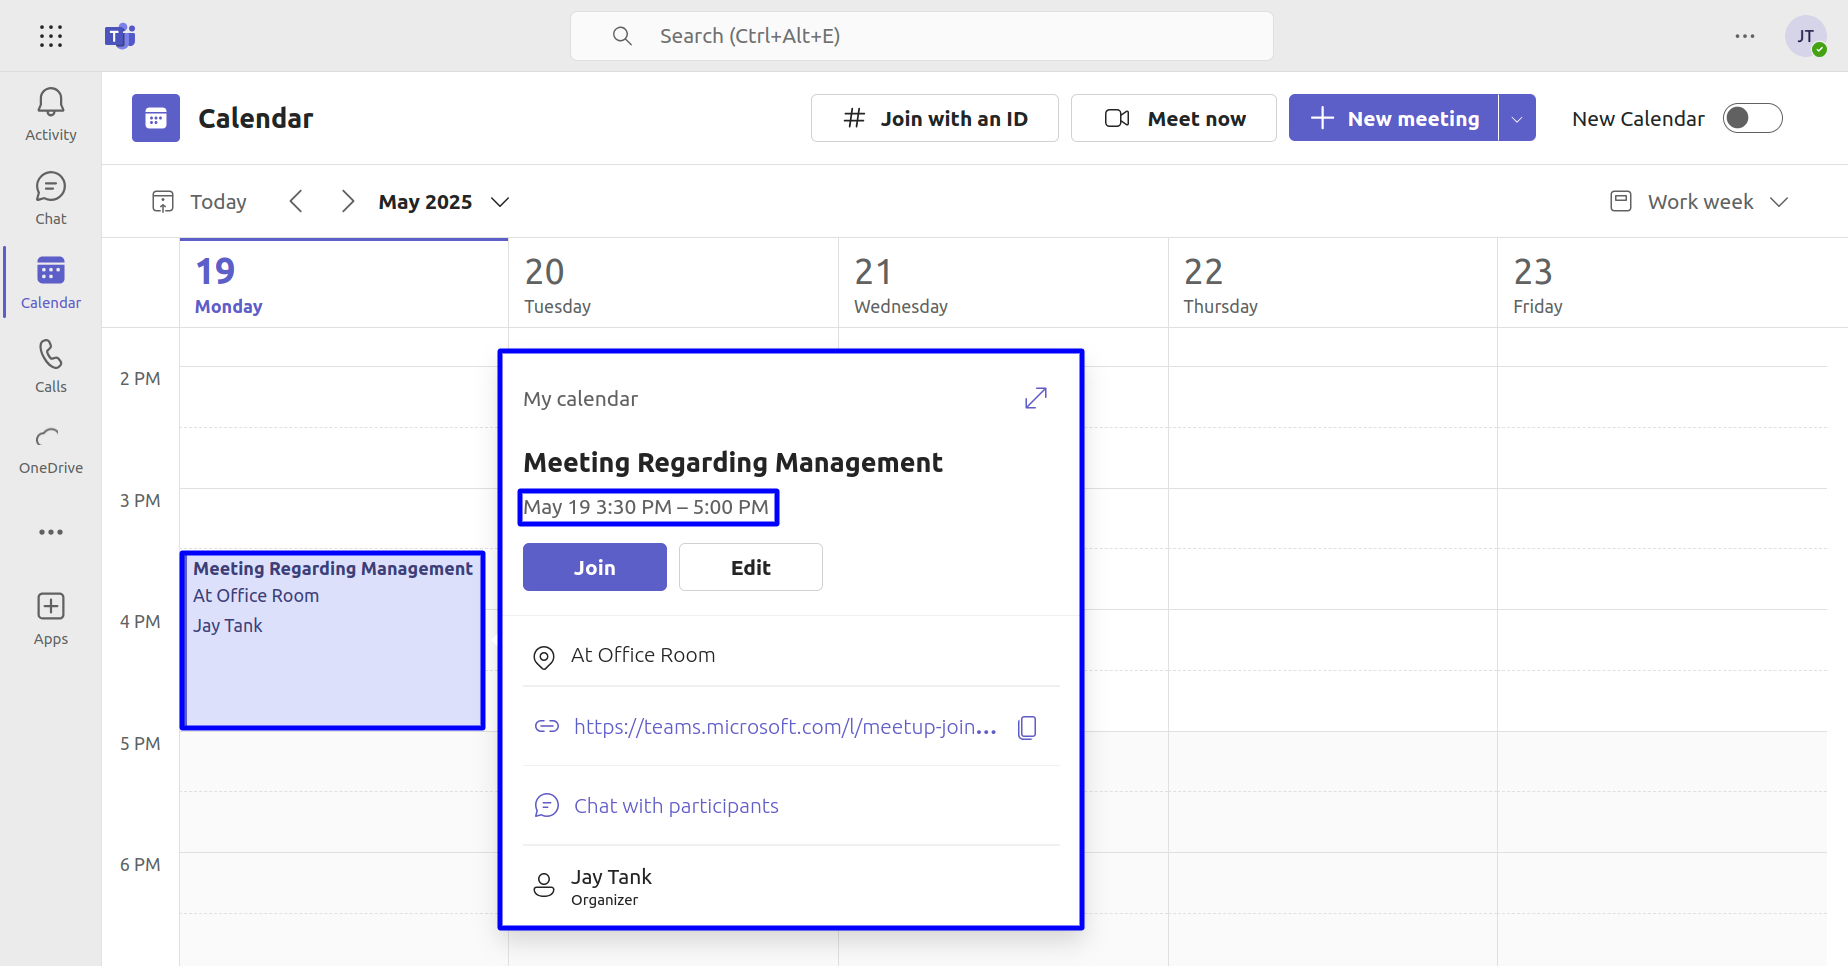 Search (Ctrl+Alt+E)
JT
Activity
Chat
Calendar
Calls
OneDrive
Apps
Calendar
Join with an ID
Meet now
New meeting
New Calendar
Today
May 2025
Work week
19
Monday
20
Tuesday
21
Wednesday
22
Thursday
23
Friday
2 PM
3 PM
4 PM
5 PM
6 PM
Meeting Regarding Management
At Office Room
Jay Tank
My calendar
Meeting Regarding Management
May 19 3:30 PM – 5:00 PM
Join
Edit
At Office Room
https://teams.microsoft.com/l/meetup-join...
Chat with participants
Jay Tank
Organizer